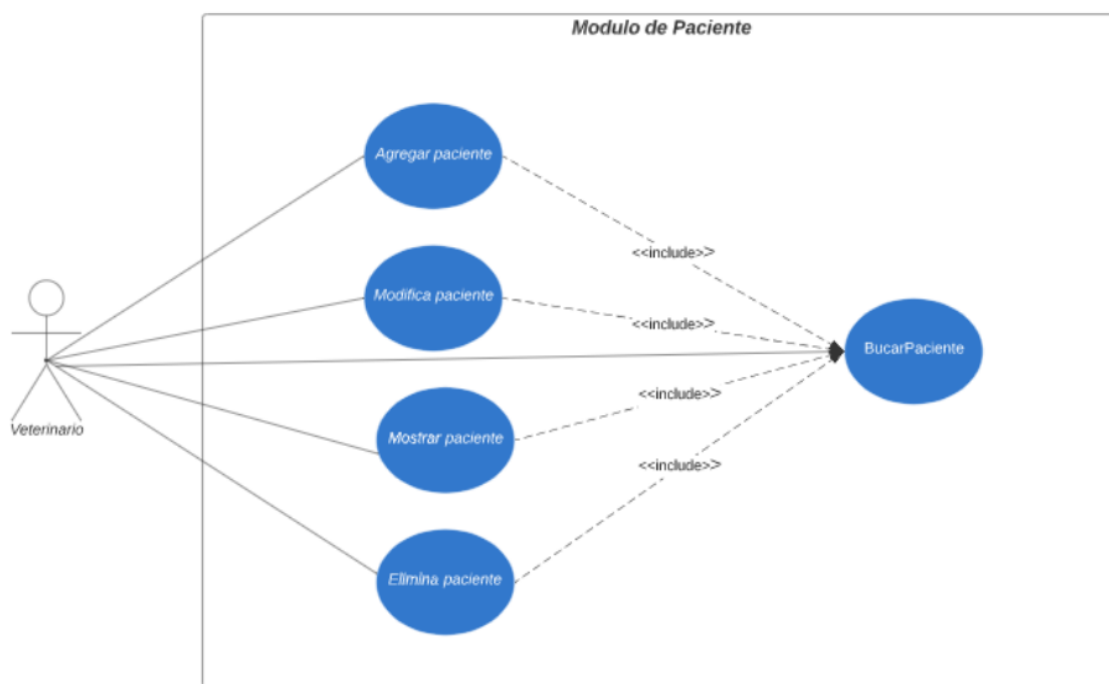 Modulo de Paciente
Agregar paciente
<<include>>
Modifica paciente
<<include>>
BucarPaciente
<<include>>
Veterinario
Mostrar paciente
<<include>>
Elimina paciente